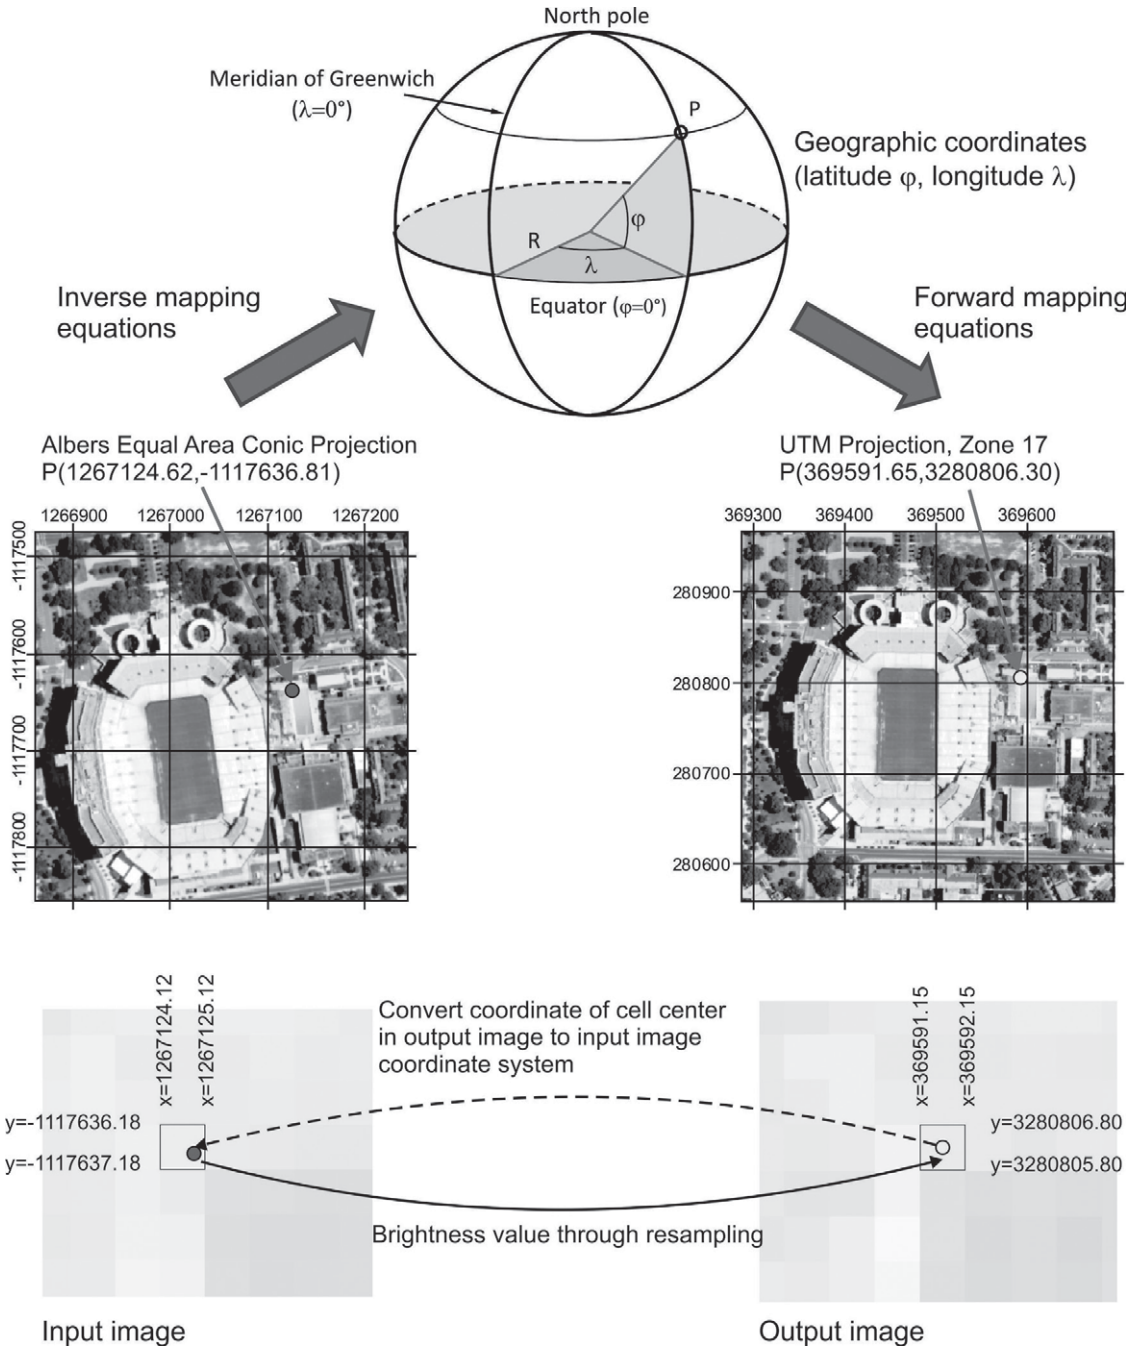 North pole
Meridian of Greenwich
(λ=0°)
P
Geographic coordinates
(latitude φ, longitude λ)
φ
R
λ
Equator (φ=0°)
Inverse mapping
equations
Forward mapping
equations
Albers Equal Area Conic Projection
P(1267124.62,-1117636.81)
UTM Projection, Zone 17
P(369591.65,3280806.30)
1266900 1267000 1267100 1267200
-1117500
-1117600
-1117700
-1117800
369300 369400 369500 369600
280900
280800
280700
280600
x=1267124.12
x=1267125.12
y=-1117636.18
y=-1117637.18
Convert coordinate of cell center
in output image to input image
coordinate system
x=369591.15
x=369592.15
y=3280806.80
y=3280805.80
Brightness value through resampling
Input image
Output image